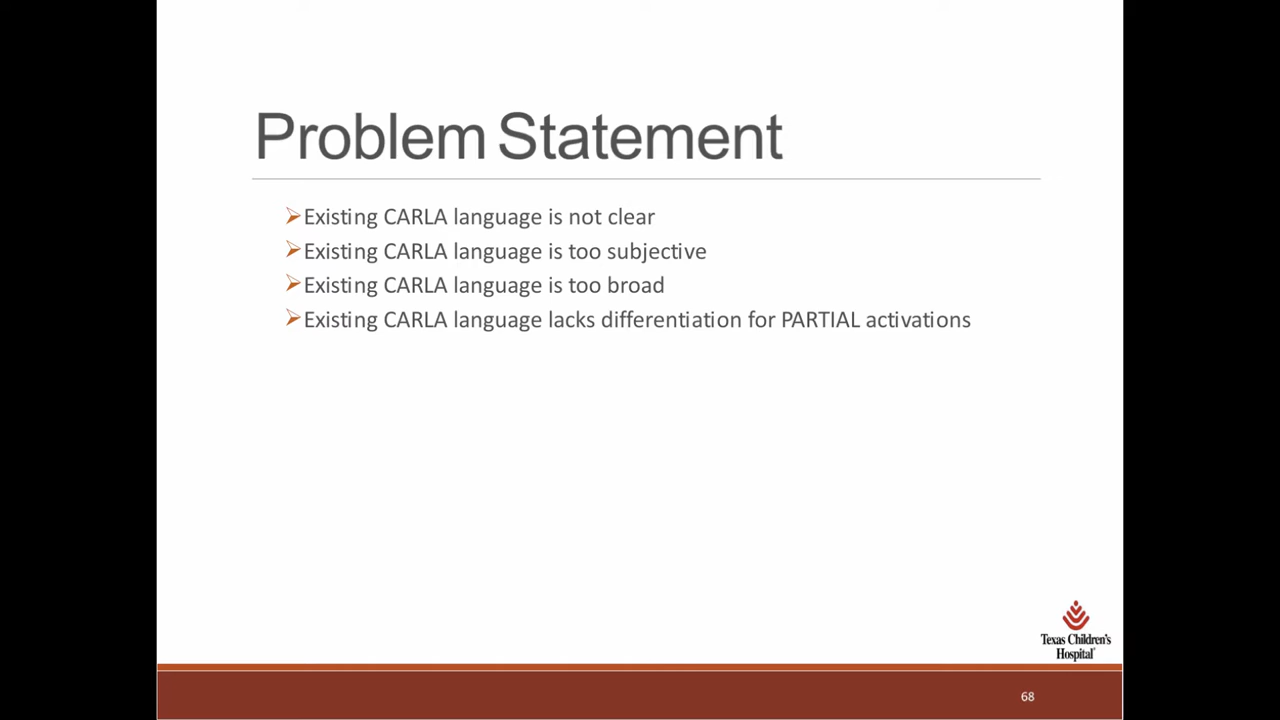 Problem Statement
Existing CARLA language is not clear
Existing CARLA language is too subjective
Existing CARLA language is too broad
Existing CARLA language lacks differentiation for PARTIAL activations
Texas Children's
Hospital
68